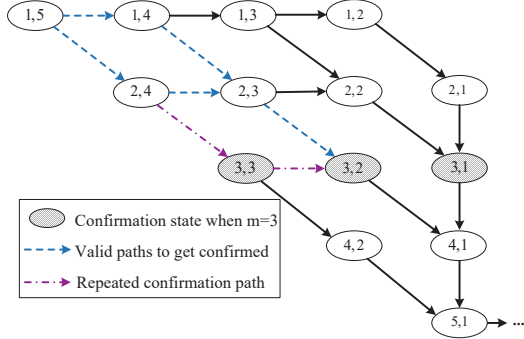 1,5 1,4 1,3 1,2
2,4 2,3 2,2 2,1
3,3 3,2 3,1
Confirmation state when m=3
Valid paths to get confirmed
Repeated confirmation path
4,2 4,1
5,1 ...